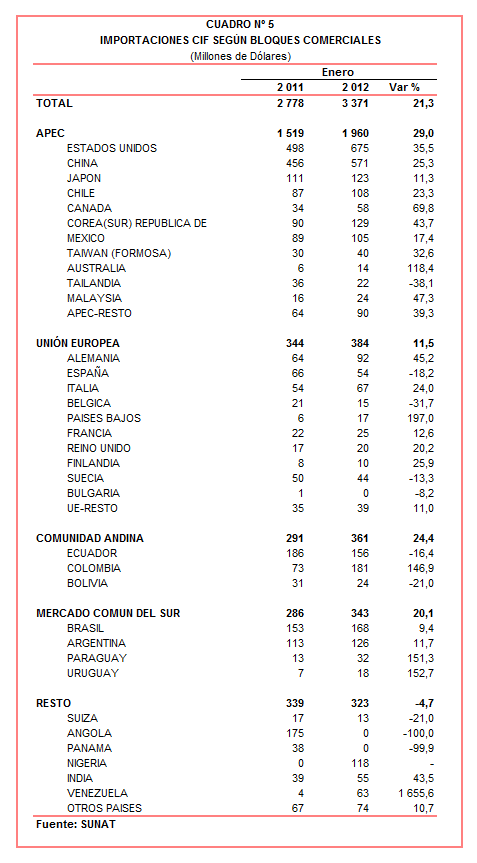 CUADRO Nº 5
IMPORTACIONES CIF SEGÚN BLOQUES COMERCIALES
(Millones de Dólares)
Enero
2 011 2 012 Var %
TOTAL 2 778 3 371 21,3
APEC 1 519 1 960 29,0
ESTADOS UNIDOS 498 675 35,5
CHINA 456 571 25,3
JAPON 111 123 11,3
CHILE 87 108 23,3
CANADA 34 58 69,8
COREA(SUR) REPUBLICA DE 90 129 43,7
MEXICO 89 105 17,4
TAIWAN (FORMOSA) 30 40 32,6
AUSTRALIA 6 14 118,4
TAILANDIA 36 22 -38,1
MALAYSIA 16 24 47,3
APEC-RESTO 64 90 39,3
UNIÓN EUROPEA 344 384 11,5
ALEMANIA 64 92 45,2
ESPAÑA 66 54 -18,2
ITALIA 54 67 24,0
BELGICA 21 15 -31,7
PAISES BAJOS 6 17 197,0
FRANCIA 22 25 12,6
REINO UNIDO 17 20 20,2
FINLANDIA 8 10 25,9
SUECIA 50 44 -13,3
BULGARIA 1 0 -8,2
UE-RESTO 35 39 11,0
COMUNIDAD ANDINA 291 361 24,4
ECUADOR 186 156 -16,4
COLOMBIA 73 181 146,9
BOLIVIA 31 24 -21,0
MERCADO COMUN DEL SUR 286 343 20,1
BRASIL 153 168 9,4
ARGENTINA 113 126 11,7
PARAGUAY 13 32 151,3
URUGUAY 7 18 152,7
RESTO 339 323 -4,7
SUIZA 17 13 -21,0
ANGOLA 175 0 -100,0
PANAMA 38 0 -99,9
NIGERIA 0 118 -
INDIA 39 55 43,5
VENEZUELA 4 63 1 655,6
OTROS PAISES 67 74 10,7
Fuente: SUNAT